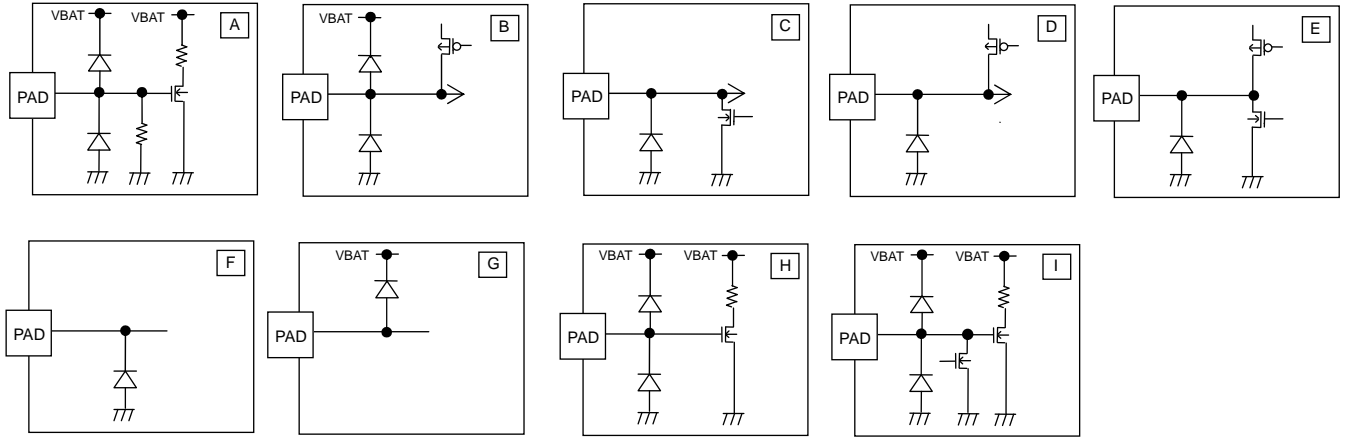 VBAT VBAT A
PAD
VBAT B
PAD
C
PAD
D
PAD
E
PAD
F
PAD
VBAT G
PAD
VBAT VBAT H
PAD
VBAT VBAT I
PAD